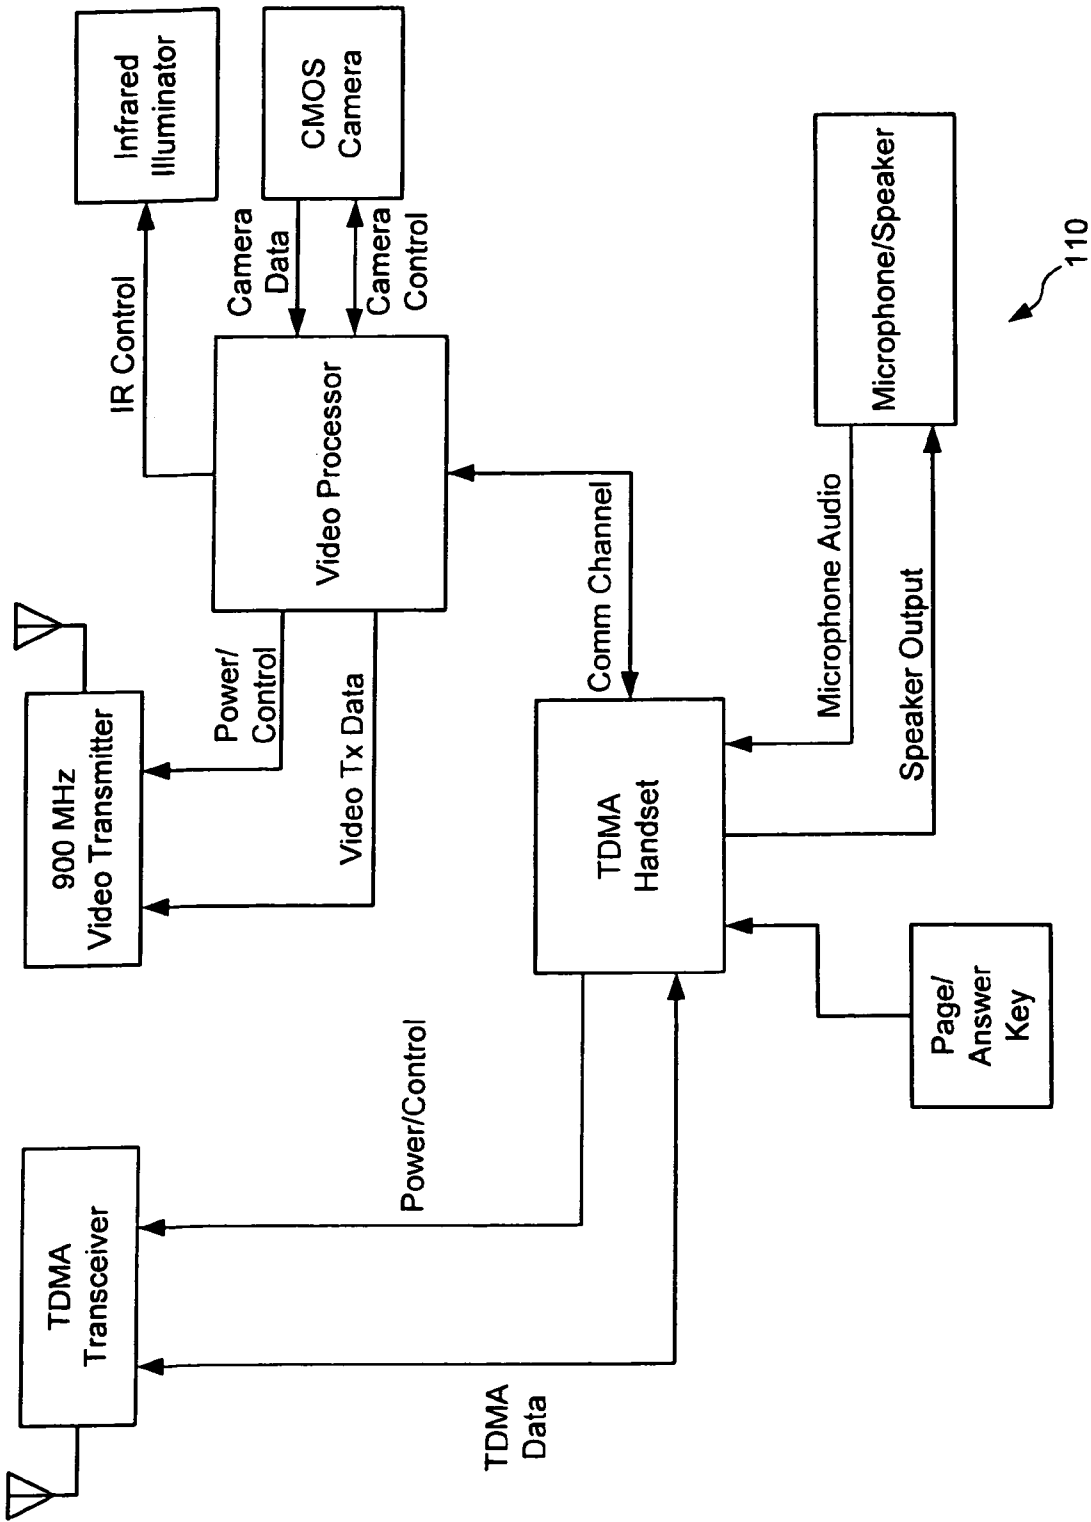 TDMA
Transceiver
900 MHz
Video Transmitter
Infrared
Illuminator
IR Control
CMOS
Camera
Camera
Data
Camera
Control
Power/
Control
Video Tx Data
Video Processor
TDMA
Data
Power/Control
TDMA
Handset
Comm Channel
Page/
Answer
Key
Microphone Audio
Speaker Output
Microphone/Speaker
110